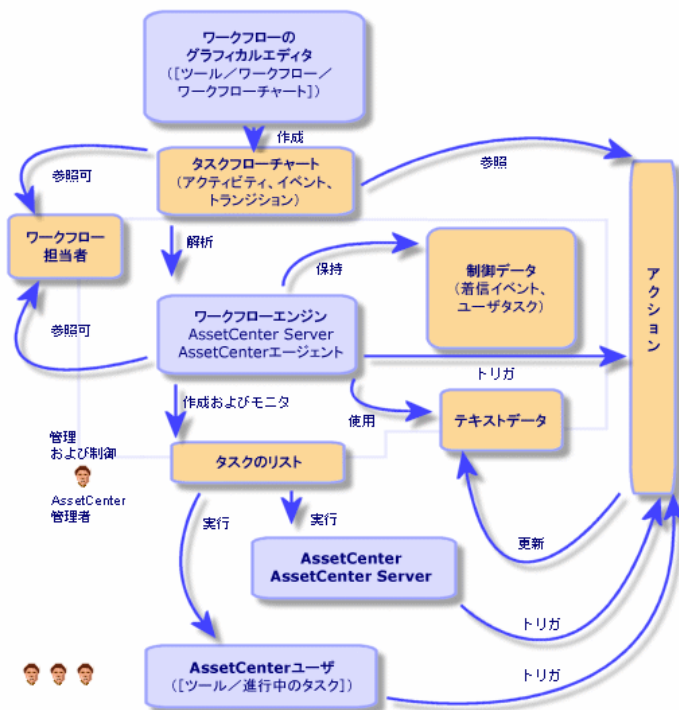 ワークフローの
グラフィカルエディタ
([ツール／ワークフロー／
ワークフローチャート])
作成
タスクフローチャート
(アクティビティ、イベント、
トランジション)
参照可
参照
ワークフロー
担当者
解析
保持
制御データ
(着信イベント、
ユーザタスク)
アクション
ワークフローエンジン
AssetCenter Server
AssetCenterエージェント
参照可
トリガ
作成およびモニタ
使用
テキストデータ
管理
および制御
タスクのリスト
AssetCenter
管理者
実行
実行
更新
AssetCenter
AssetCenter Server
トリガ
AssetCenterユーザ
([ツール／進行中のタスク])
トリガ